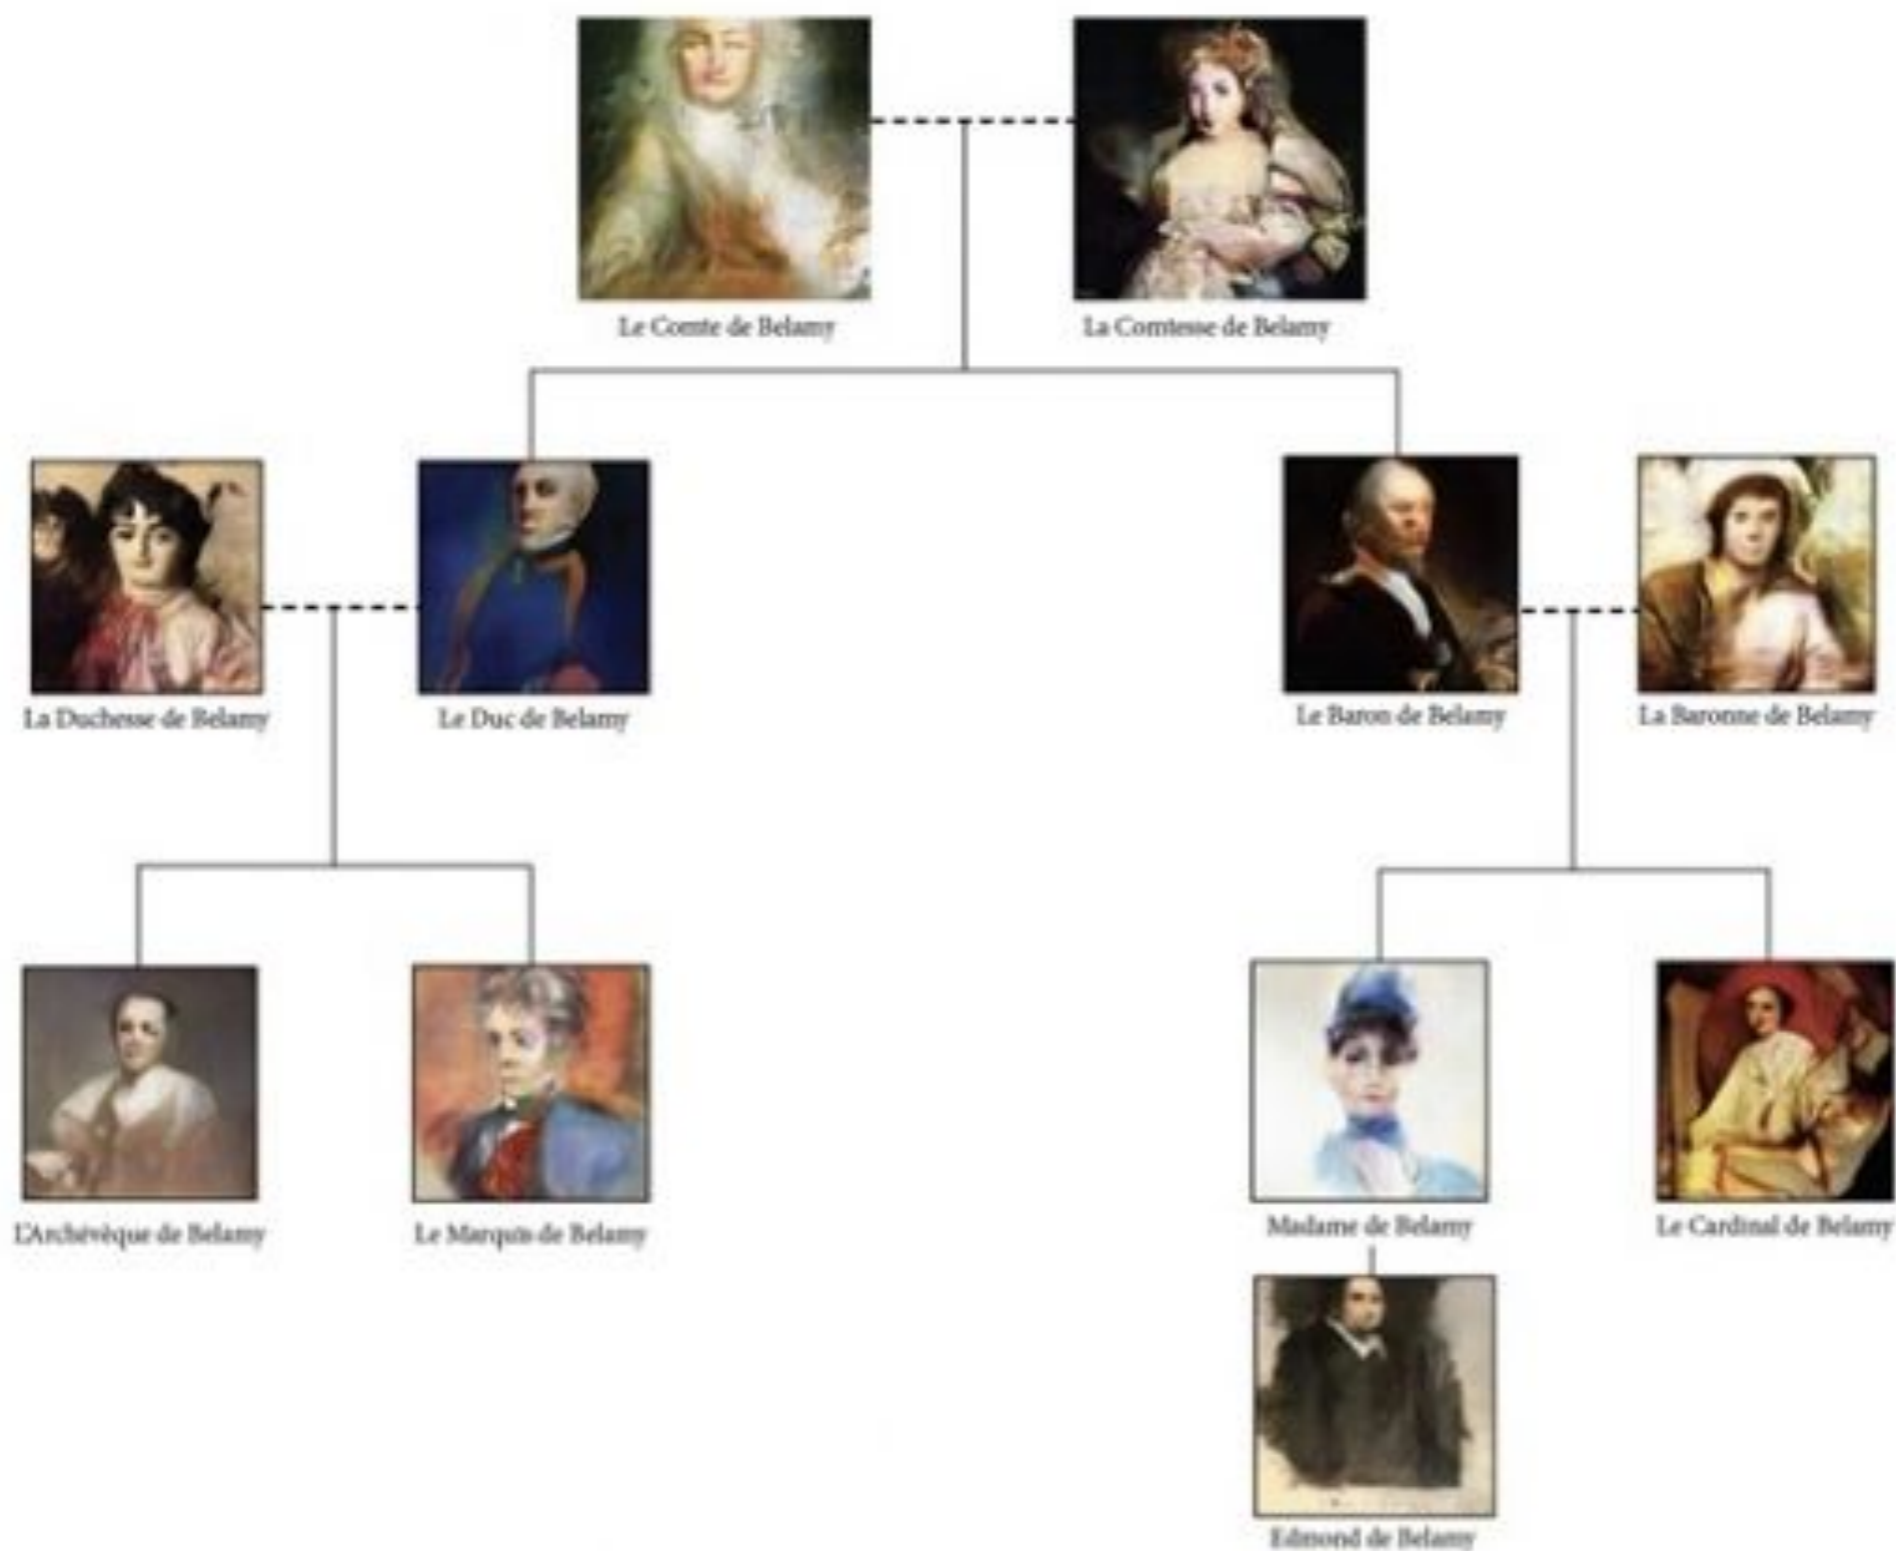 Le Comte de Belamy
La Comtesse de Belamy
La Duchesse de Belamy
Le Duc de Belamy
Le Baron de Belamy
La Baronne de Belamy
L'Archévèque de Belamy
Le Marquis de Belamy
Madame de Belamy
Le Cardinal de Belamy
Edmond de Belamy